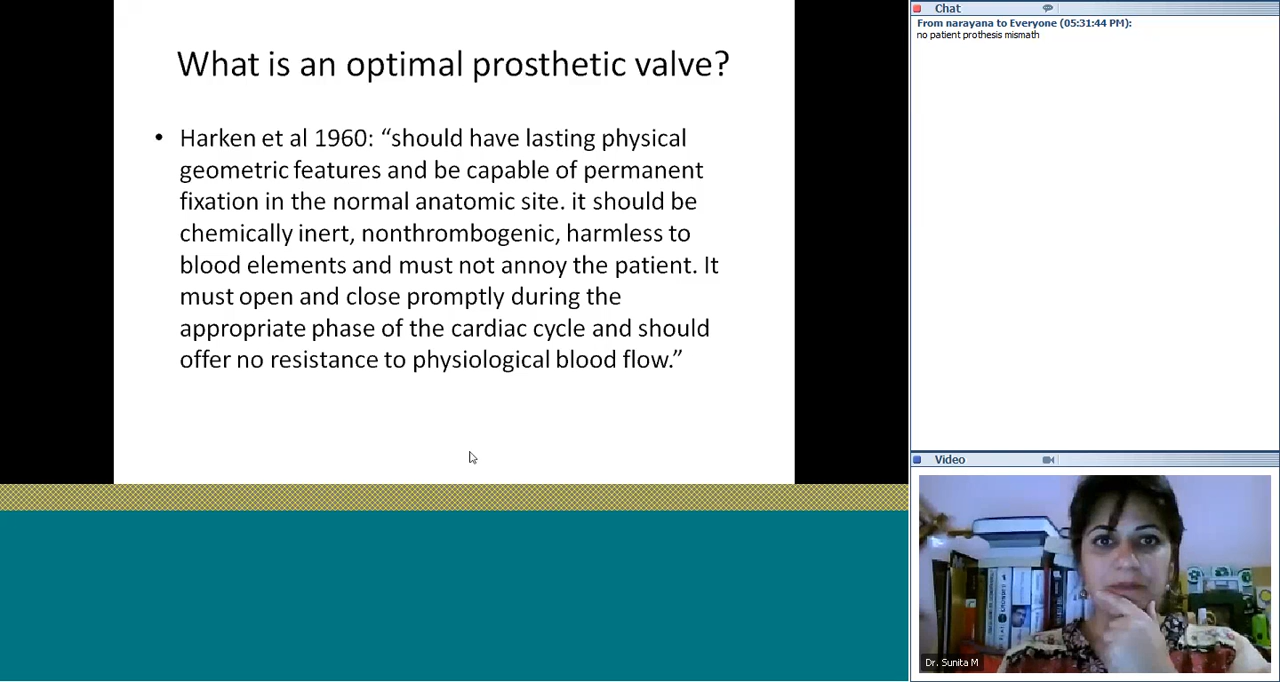 What is an optimal prosthetic valve?
• Harken et al 1960: “should have lasting physical
geometric features and be capable of permanent
fixation in the normal anatomic site. it should be
chemically inert, nonthrombogenic, harmless to
blood elements and must not annoy the patient. It
must open and close promptly during the
appropriate phase of the cardiac cycle and should
offer no resistance to physiological blood flow.”
Chat
From narayana to Everyone (05:31:44 PM):
no patient prothesis mismath
Video
Dr. Sunita M